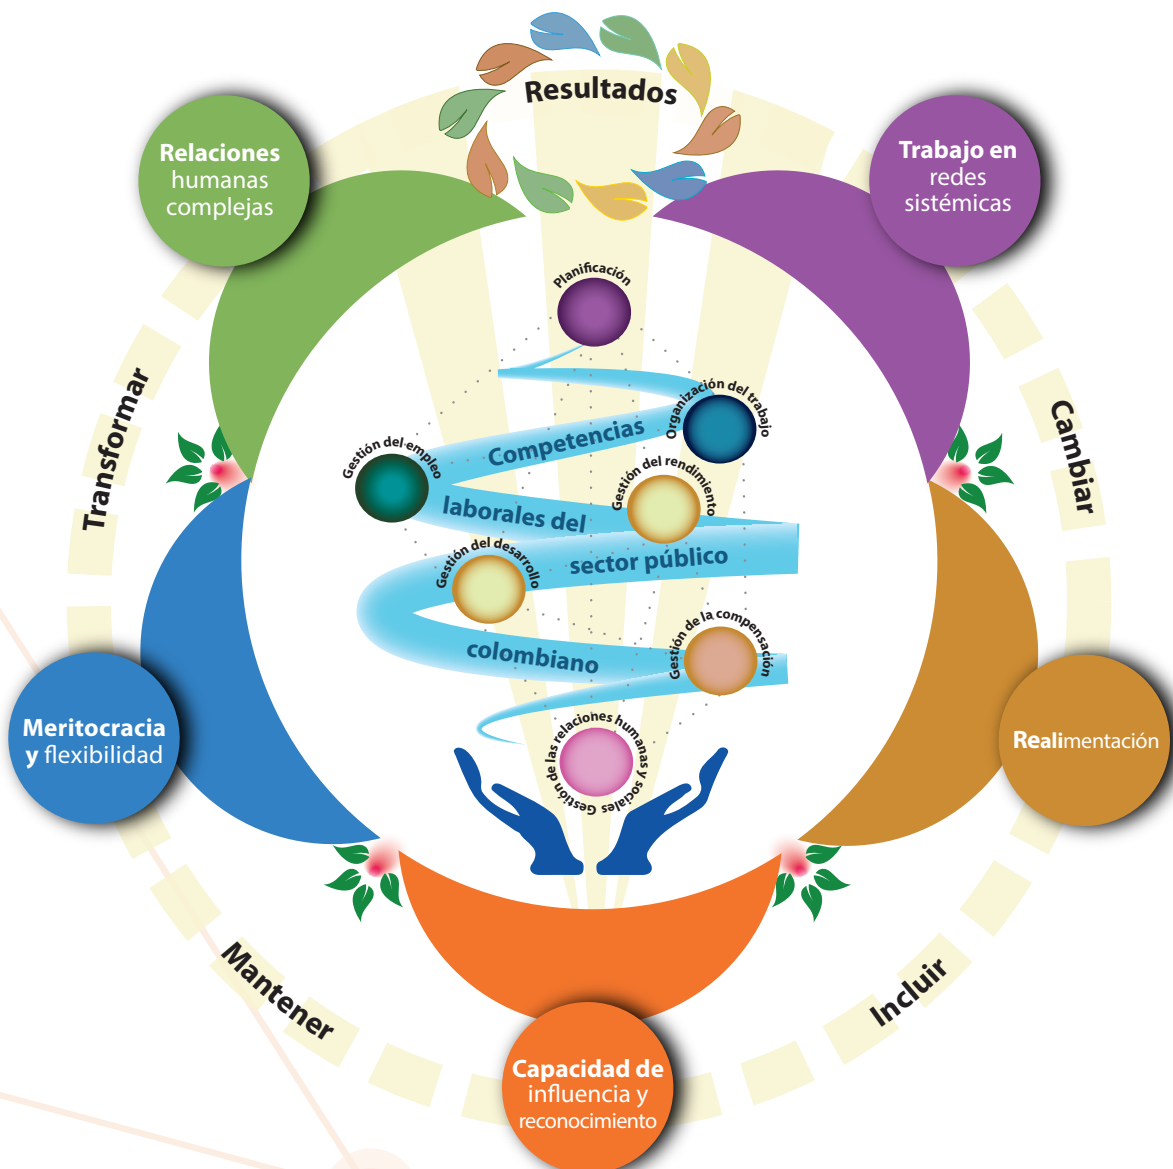 Resultados
Relaciones
humanas
complejas
Trabajo en
redes
sistémicas
Planificación
Organización del trabajo
Competencias
Gestión del empleo
Gestión del rendimiento
laborales del
Gestión del desarrollo
sector público
Gestión de la compensación
colombiano
Gestión de las relaciones humanas y sociales
Transformar
Cambiar
Meritocracia
y flexibilidad
Realimentación
Mantener
Incluir
Capacidad de
influencia y
reconocimiento